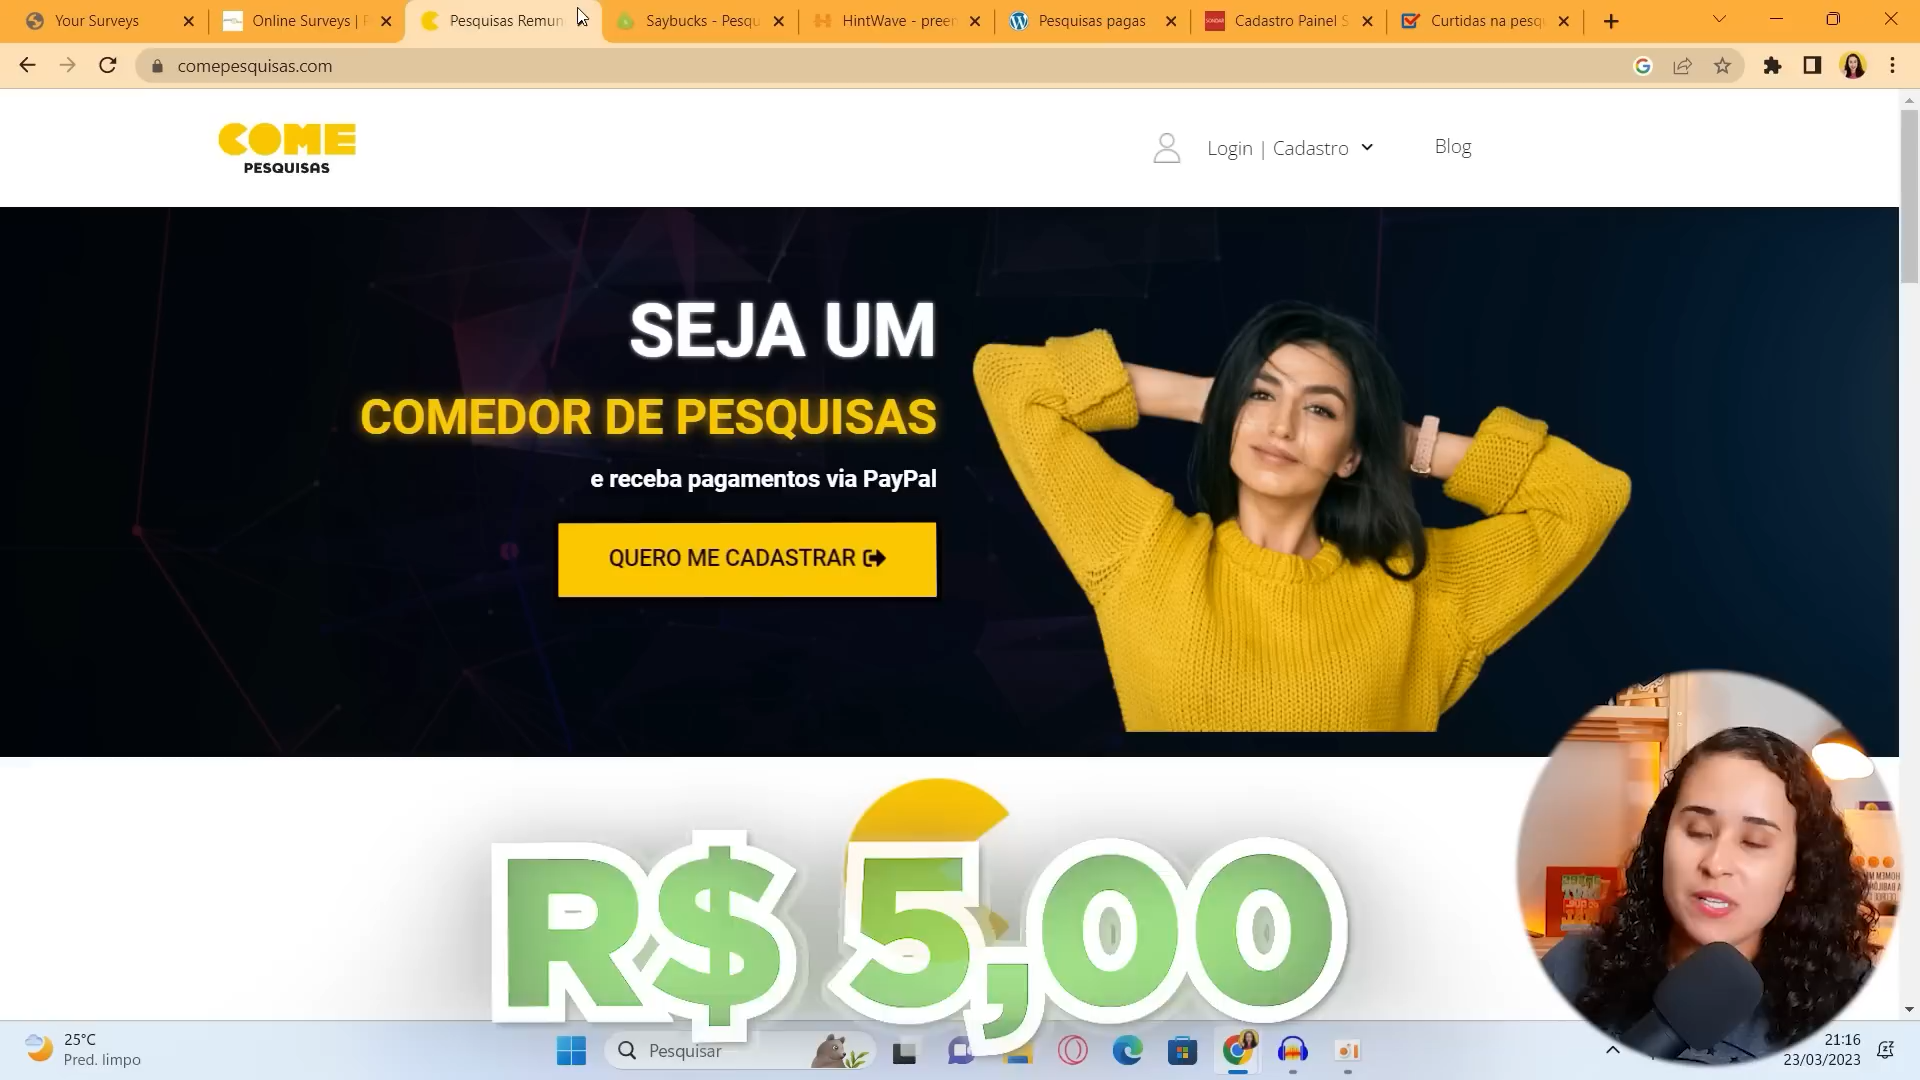 Your Surveys
Online Surveys | P
Pesquisas Remun
Saybucks - Pesqu
HintWave - preen
Pesquisas pagas
Cadastro Painel S
Curtidas na pesqu
comepesquisas.com
COME
PESQUISAS
Login | Cadastro
Blog
SEJA UM
COMEDOR DE PESQUISAS
e receba pagamentos via PayPal
QUERO ME CADASTRAR
R$ 5,00
25°C
Pred. limpo
Pesquisar
21:16
23/03/2023